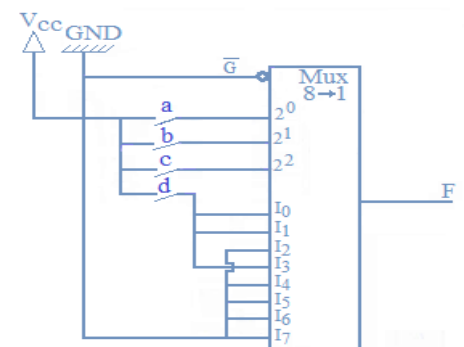 Vcc GND
G̅ Mux
8→1
a 2⁰
b 2¹
c 2²
d
F
I₀
I₁
I₂
I₃
I₄
I₅
I₆
I₇